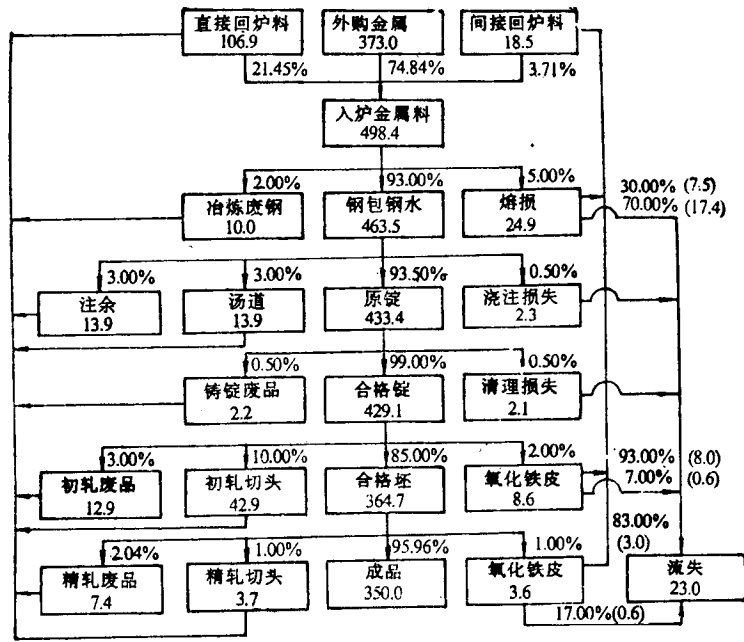 直接回炉料 外购金属 间接回炉料
106.9 373.0 18.5
21.45% 74.84% 3.71%
入炉金属料
498.4
2.00% 93.00% 5.00%
30.00% (7.5)
冶炼废钢 钢包钢水 熔损
70.00% (17.4)
10.0 463.5 24.9
3.00% 3.00% 93.50% 0.50%
注余 汤道 原锭 浇注损失
13.9 13.9 433.4 2.3
0.50% 99.00% 0.50%
铸锭废品 合格锭 清理损失
2.2 429.1 2.1
3.00% 10.00% 85.00% 2.00%
93.00% (8.0)
初轧废品 初轧切头 合格坯 氧化铁皮
7.00% (0.6)
12.9 42.9 364.7 8.6
83.00%
(3.0)
2.04% 1.00% 95.96% 1.00%
精轧废品 精轧切头 成品 氧化铁皮 流失
7.4 3.7 350.0 3.6 23.0
17.00%(0.6)